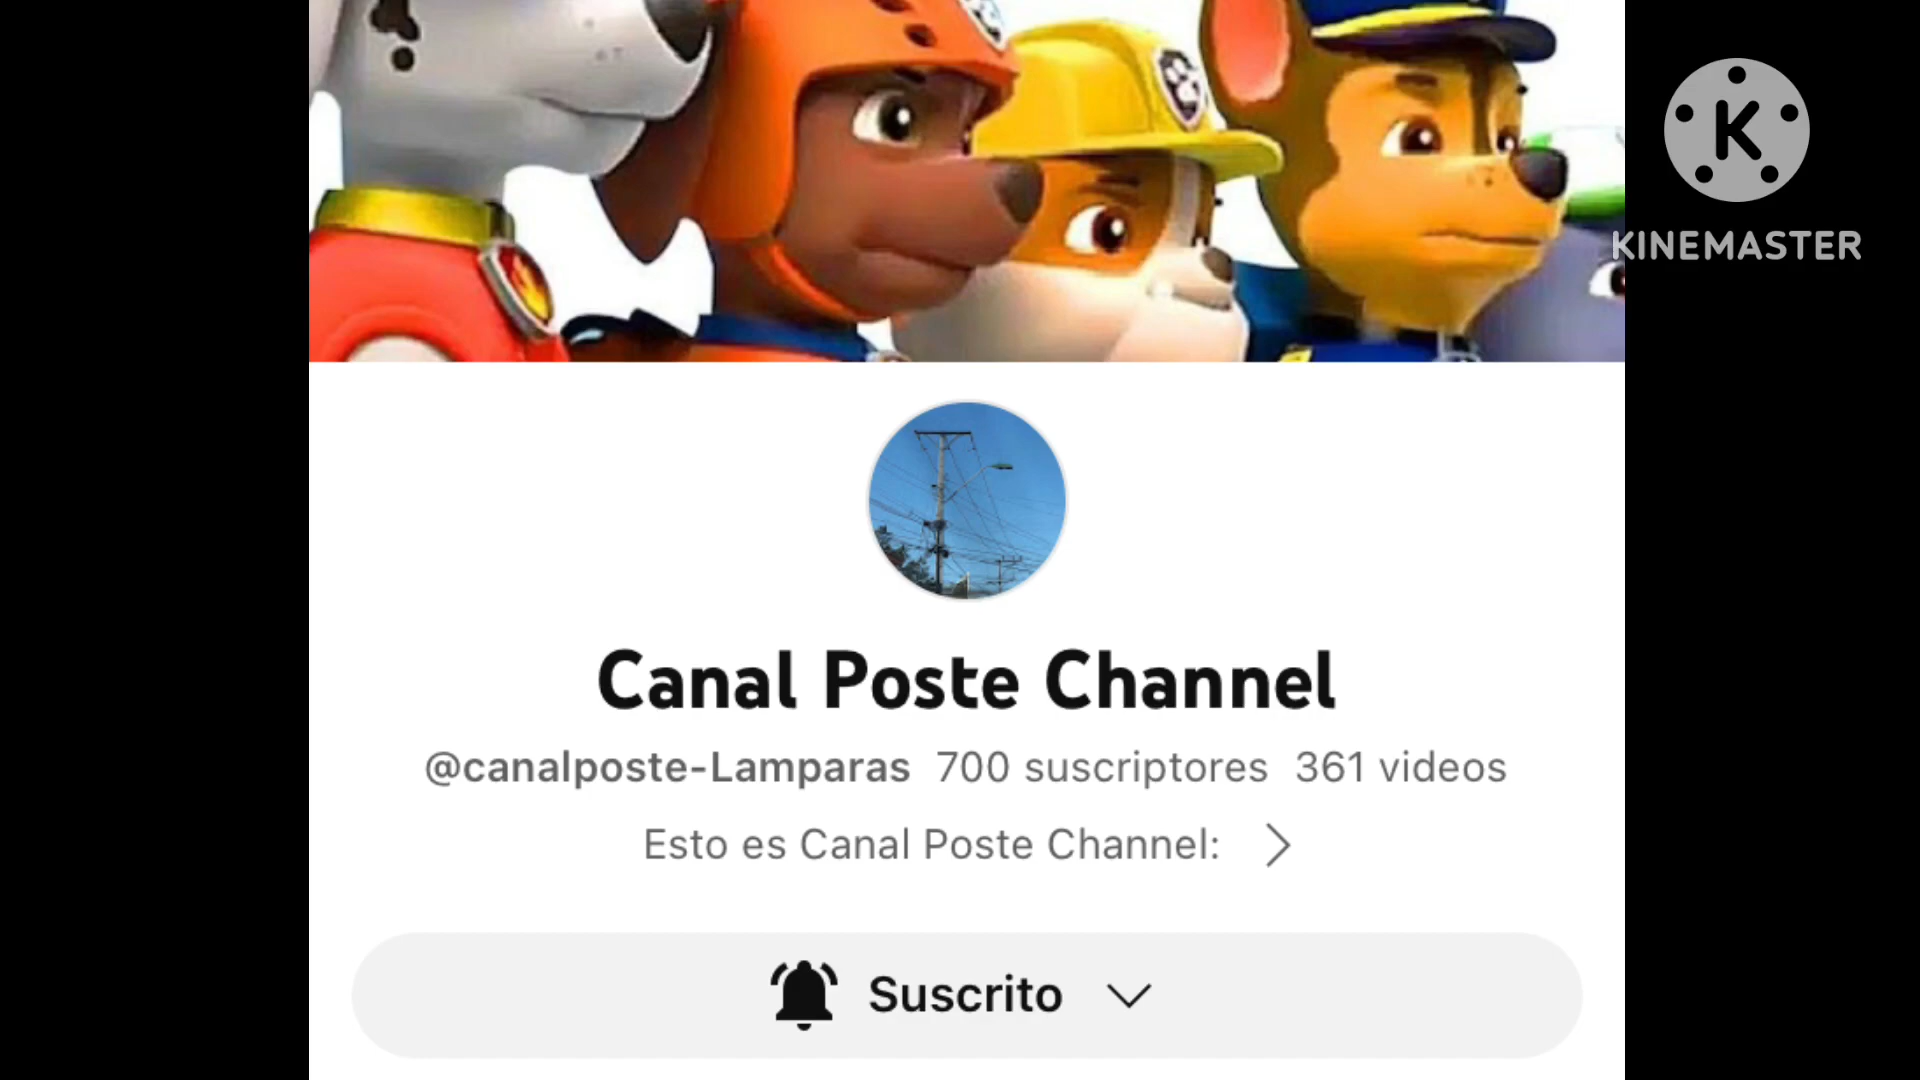 K
KINEMASTER
Canal Poste Channel
@canalposte-Lamparas 700 suscriptores 361 videos
Esto es Canal Poste Channel:
Suscrito